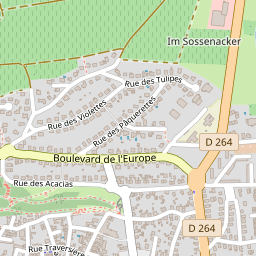 Im Sossenacker
Rue des Tulipes
Rue des Violettes
Rue des Pâquerettes
D 264
Boulevard de l'Europe
Rue des Acacias
D 264
Rue Traversière